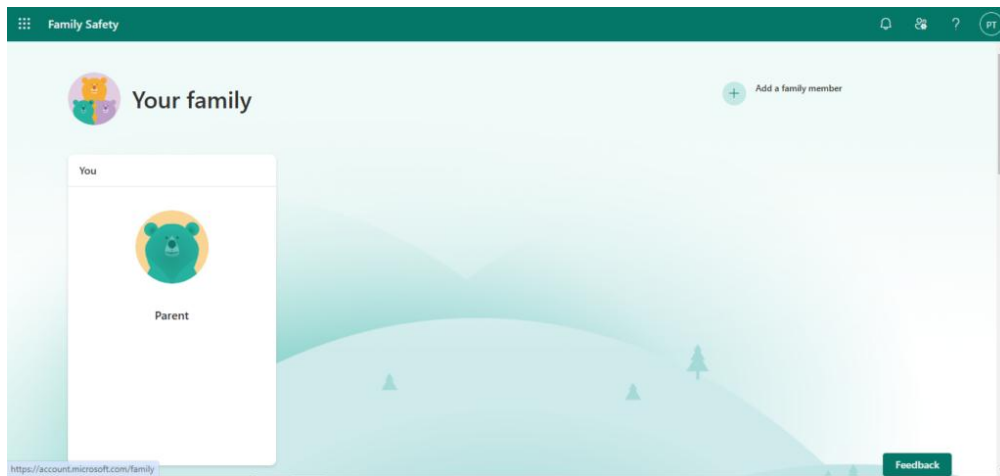 Family Safety
?
PT
Your family
Add a family member
You
Parent
https://account.microsoft.com/family
Feedback